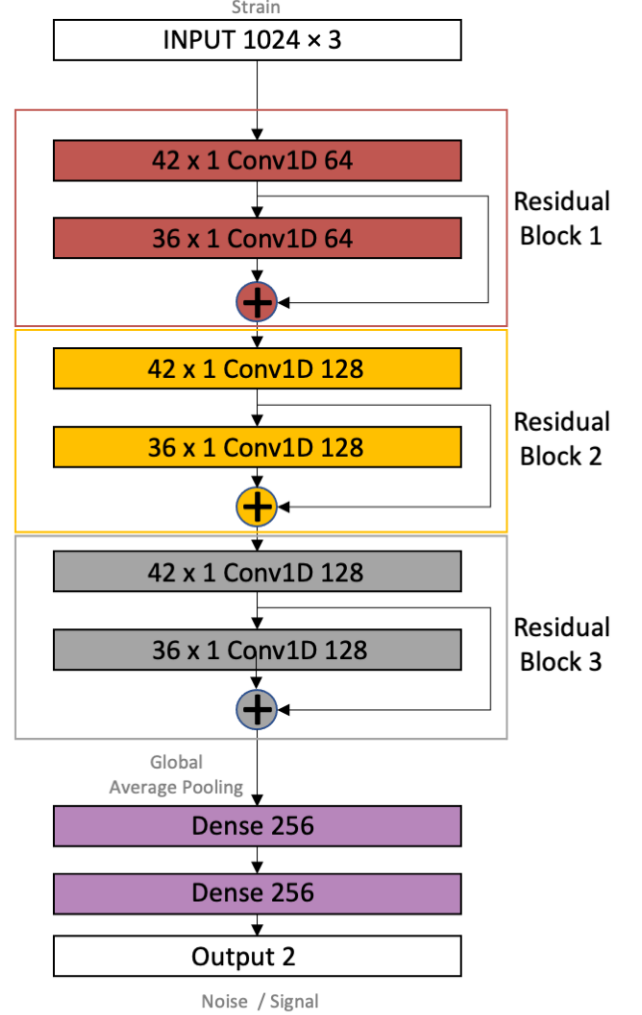 Strain
INPUT 1024 × 3
42 x 1 Conv1D 64
36 x 1 Conv1D 64
+
Residual
Block 1
42 x 1 Conv1D 128
36 x 1 Conv1D 128
+
Residual
Block 2
42 x 1 Conv1D 128
36 x 1 Conv1D 128
+
Residual
Block 3
Global
Average Pooling
Dense 256
Dense 256
Output 2
Noise / Signal